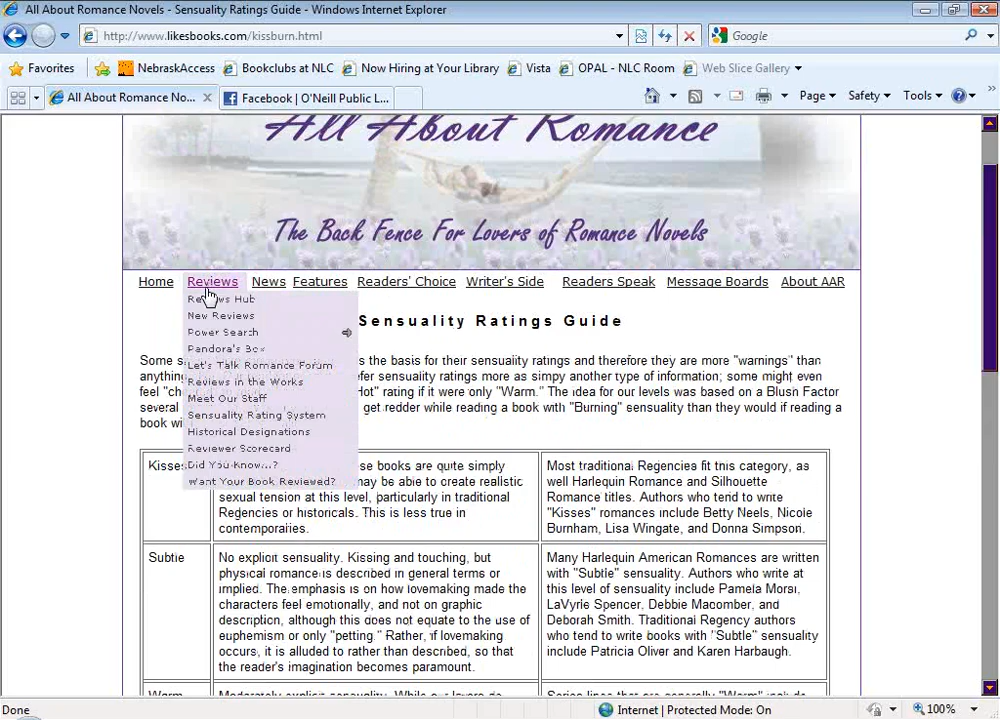 All About Romance Novels - Sensuality Ratings Guide - Windows Internet Explorer
http://www.likesbooks.com/kissburn.html
Google
Favorites
NebraskAccess
Bookclubs at NLC
Now Hiring at Your Library
Vista
OPAL - NLC Room
Web Slice Gallery
All About Romance No...
Facebook | O'Neill Public L...
Page
Safety
Tools
All About Romance
The Back Fence For Lovers of Romance Novels
Home Reviews News Features Readers' Choice Writer's Side Readers Speak Message Boards About AAR
Reviews Hub
New Reviews
Power Search
Pandora's Box
Let's Talk Romance Forum
Reviews in the Works
Meet Our Staff
Sensuality Rating System
Historical Designations
Reviewer Scorecard
Did You Know...?
Want Your Book Reviewed?
Sensuality Ratings Guide
Some s the basis for their sensuality ratings and therefore they are more "warnings" than
anything efer sensuality ratings more as simpy another type of information; some might even
feel "che Hot" rating if it were only "Warm." The idea for our levels was based on a Blush Factor
several get redder while reading a book with "Burning" sensuality than they would if reading a
book wi
Kisses
se books are quite simply
may be able to create realistic
sexual tension at this level, particularly in traditional
Regencies or historicals. This is less true in
contemporaries.
Most traditional Regencies fit this category, as
well Harlequin Romance and Silhouette
Romance titles. Authors who tend to write
"Kisses" romances include Betty Neels, Nicole
Burnham, Lisa Wingate, and Donna Simpson.
Subtle
No explicit sensuality. Kissing and touching, but
physical romance is described in general terms or
implied. The emphasis is on how lovemaking made the
characters feel emotionally, and not on graphic
description, although this does not equate to the use of
euphemism or only "petting." Rather, if lovemaking
occurs, it is alluded to rather than described, so that
the reader's imagination becomes paramount.
Many Harlequin American Romances are written
with "Subtle" sensuality. Authors who write at
this level of sensuality include Pamela Morsi,
LaVyrle Spencer, Debbie Macomber, and
Deborah Smith. Traditional Regency authors
who tend to write books with "Subtle" sensuality
include Patricia Oliver and Karen Harbaugh.
Warm
Moderately explicit sensuality. While
Series lines that are generally "Warm" include
Done
Internet | Protected Mode: On
100%